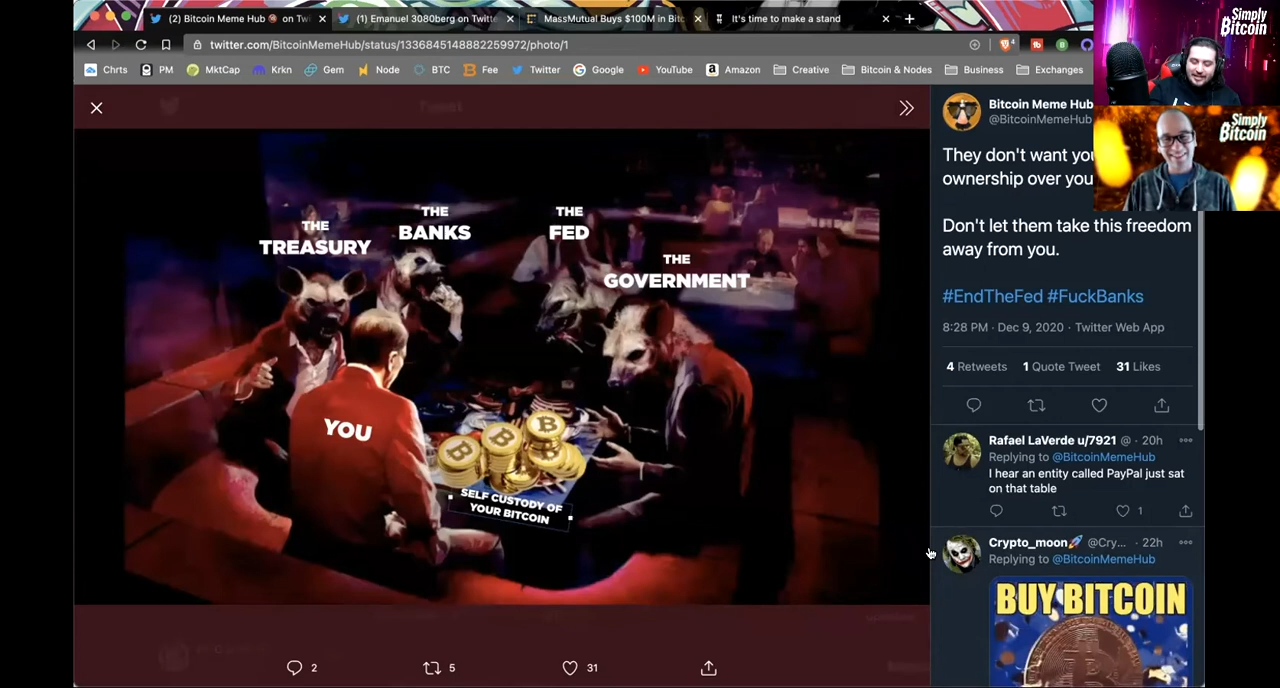 (2) Bitcoin Meme Hub on Twi
(1) Emanuel 3080berg on Twitte
MassMutual Buys $100M in Bitc
It's time to make a stand
twitter.com/BitcoinMemeHub/status/1336845148882259972/photo/1
Chrts
PM
MktCap
Krkn
Gem
Node
BTC
Fee
Twitter
Google
YouTube
Amazon
Creative
Bitcoin & Nodes
Business
Exchanges
Simply
Bitcoin
Simply
Bitcoin
THE
TREASURY
THE
BANKS
THE
FED
THE
GOVERNMENT
YOU
SELF CUSTODY OF
YOUR BITCOIN
2
5
31
Bitcoin Meme Hub
@BitcoinMemeHub
They don't want you
ownership over you
Don't let them take this freedom
away from you.
#EndTheFed #FuckBanks
8:28 PM · Dec 9, 2020 · Twitter Web App
4 Retweets 1 Quote Tweet 31 Likes
Rafael LaVerde u/7921 @ · 20h
Replying to @BitcoinMemeHub
I hear an entity called PayPal just sat
on that table
1
Crypto_moon🚀 @Cry... · 22h
Replying to @BitcoinMemeHub
BUY BITCOIN